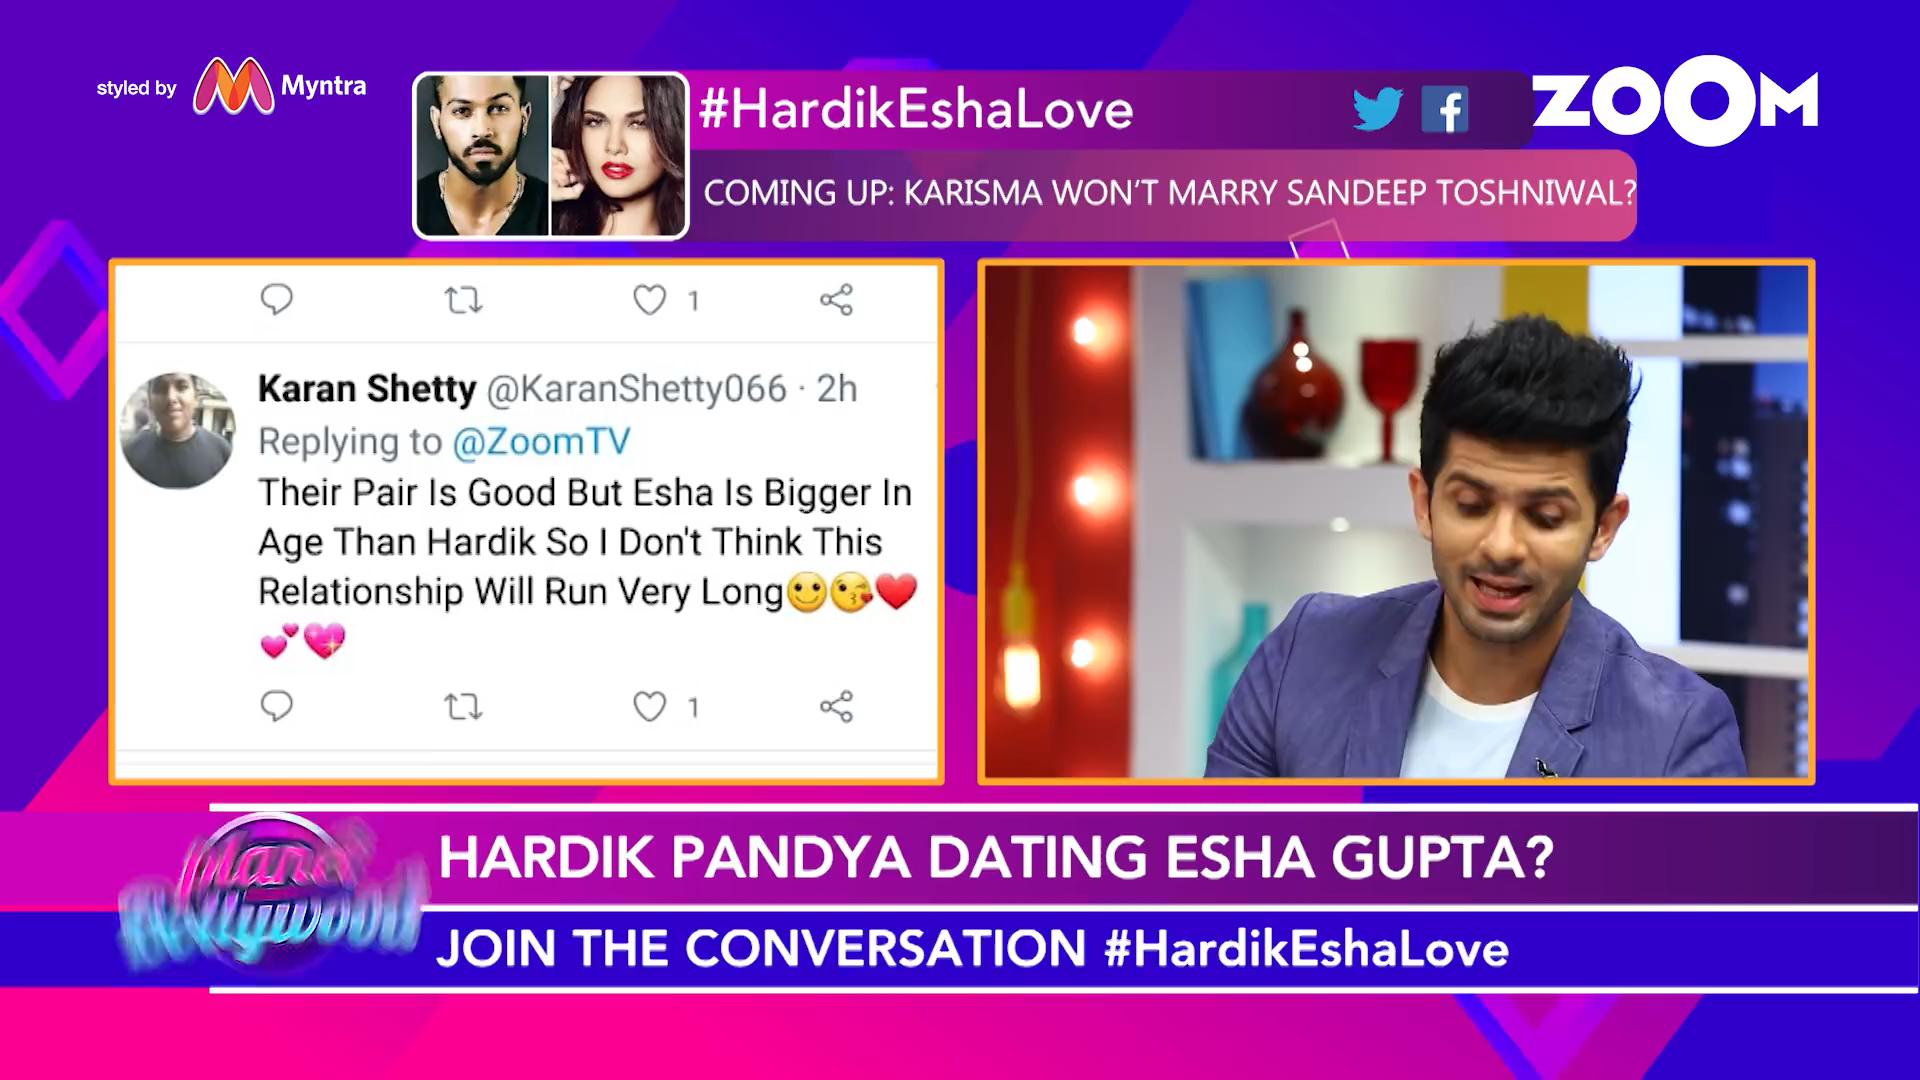 styled by Myntra
#HardikEshaLove
ZOOM
COMING UP: KARISMA WON'T MARRY SANDEEP TOSHNIWAL?
1
Karan Shetty @KaranShetty066 · 2h
Replying to @ZoomTV
Their Pair Is Good But Esha Is Bigger In
Age Than Hardik So I Don't Think This
Relationship Will Run Very Long🙂😘❤️
💕💖
1
HARDIK PANDYA DATING ESHA GUPTA?
JOIN THE CONVERSATION #HardikEshaLove